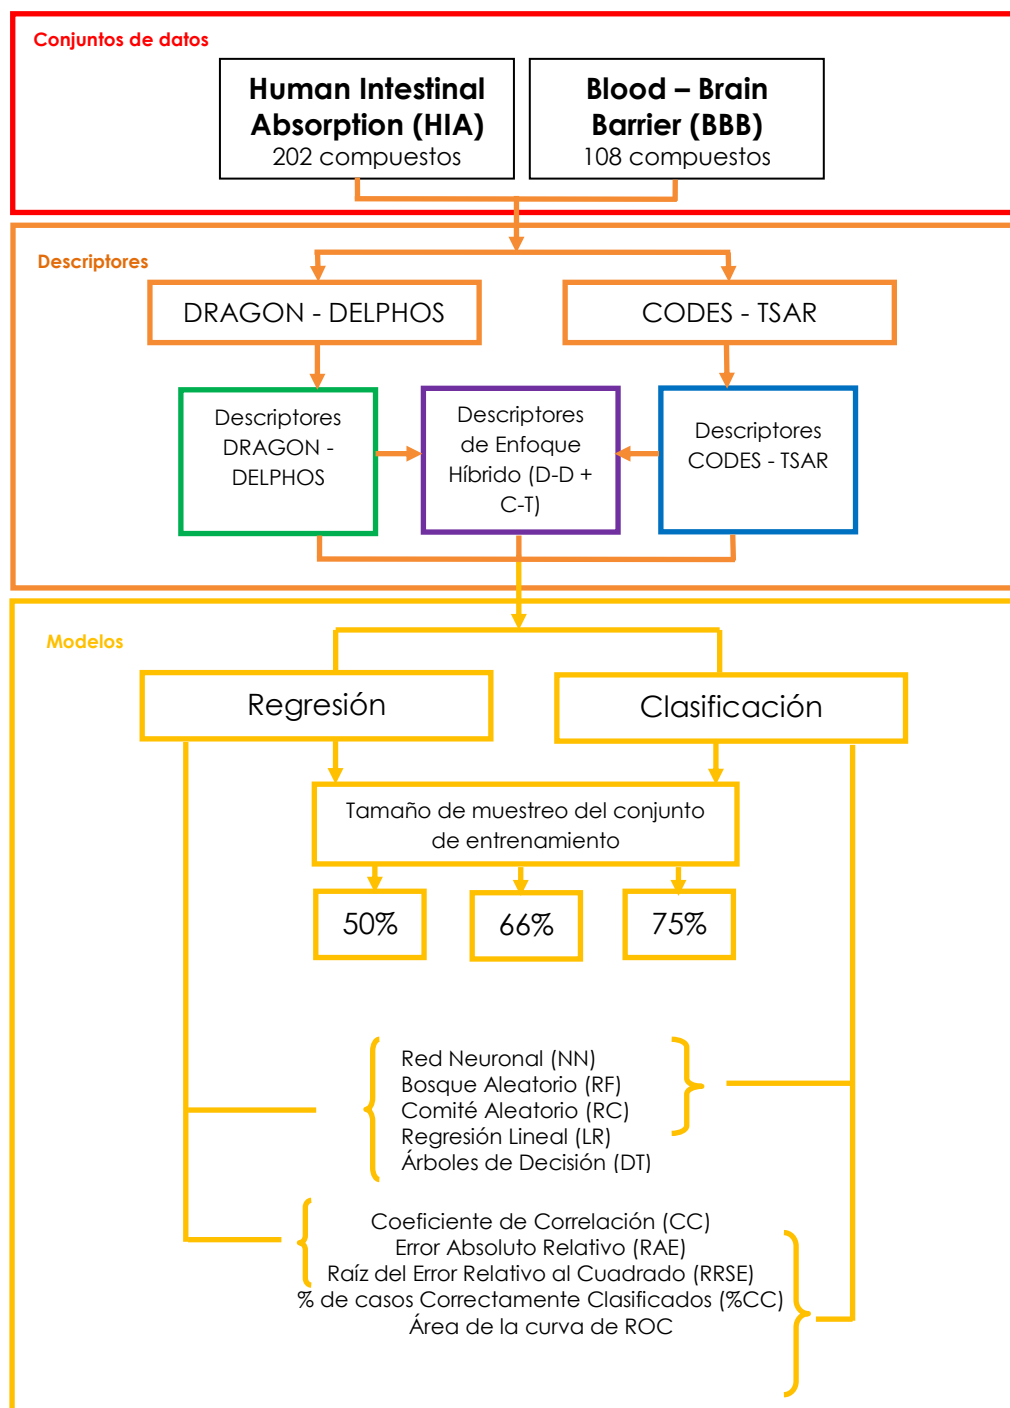 Conjuntos de datos
Human Intestinal
Absorption (HIA)
202 compuestos
Blood – Brain
Barrier (BBB)
108 compuestos
Descriptores
DRAGON - DELPHOS
CODES - TSAR
Descriptores
DRAGON -
DELPHOS
Descriptores
de Enfoque
Híbrido (D-D +
C-T)
Descriptores
CODES - TSAR
Modelos
Regresión
Clasificación
Tamaño de muestreo del conjunto
de entrenamiento
50%
66%
75%
Red Neuronal (NN)
Bosque Aleatorio (RF)
Comité Aleatorio (RC)
Regresión Lineal (LR)
Árboles de Decisión (DT)
Coeficiente de Correlación (CC)
Error Absoluto Relativo (RAE)
Raíz del Error Relativo al Cuadrado (RRSE)
% de casos Correctamente Clasificados (%CC)
Área de la curva de ROC